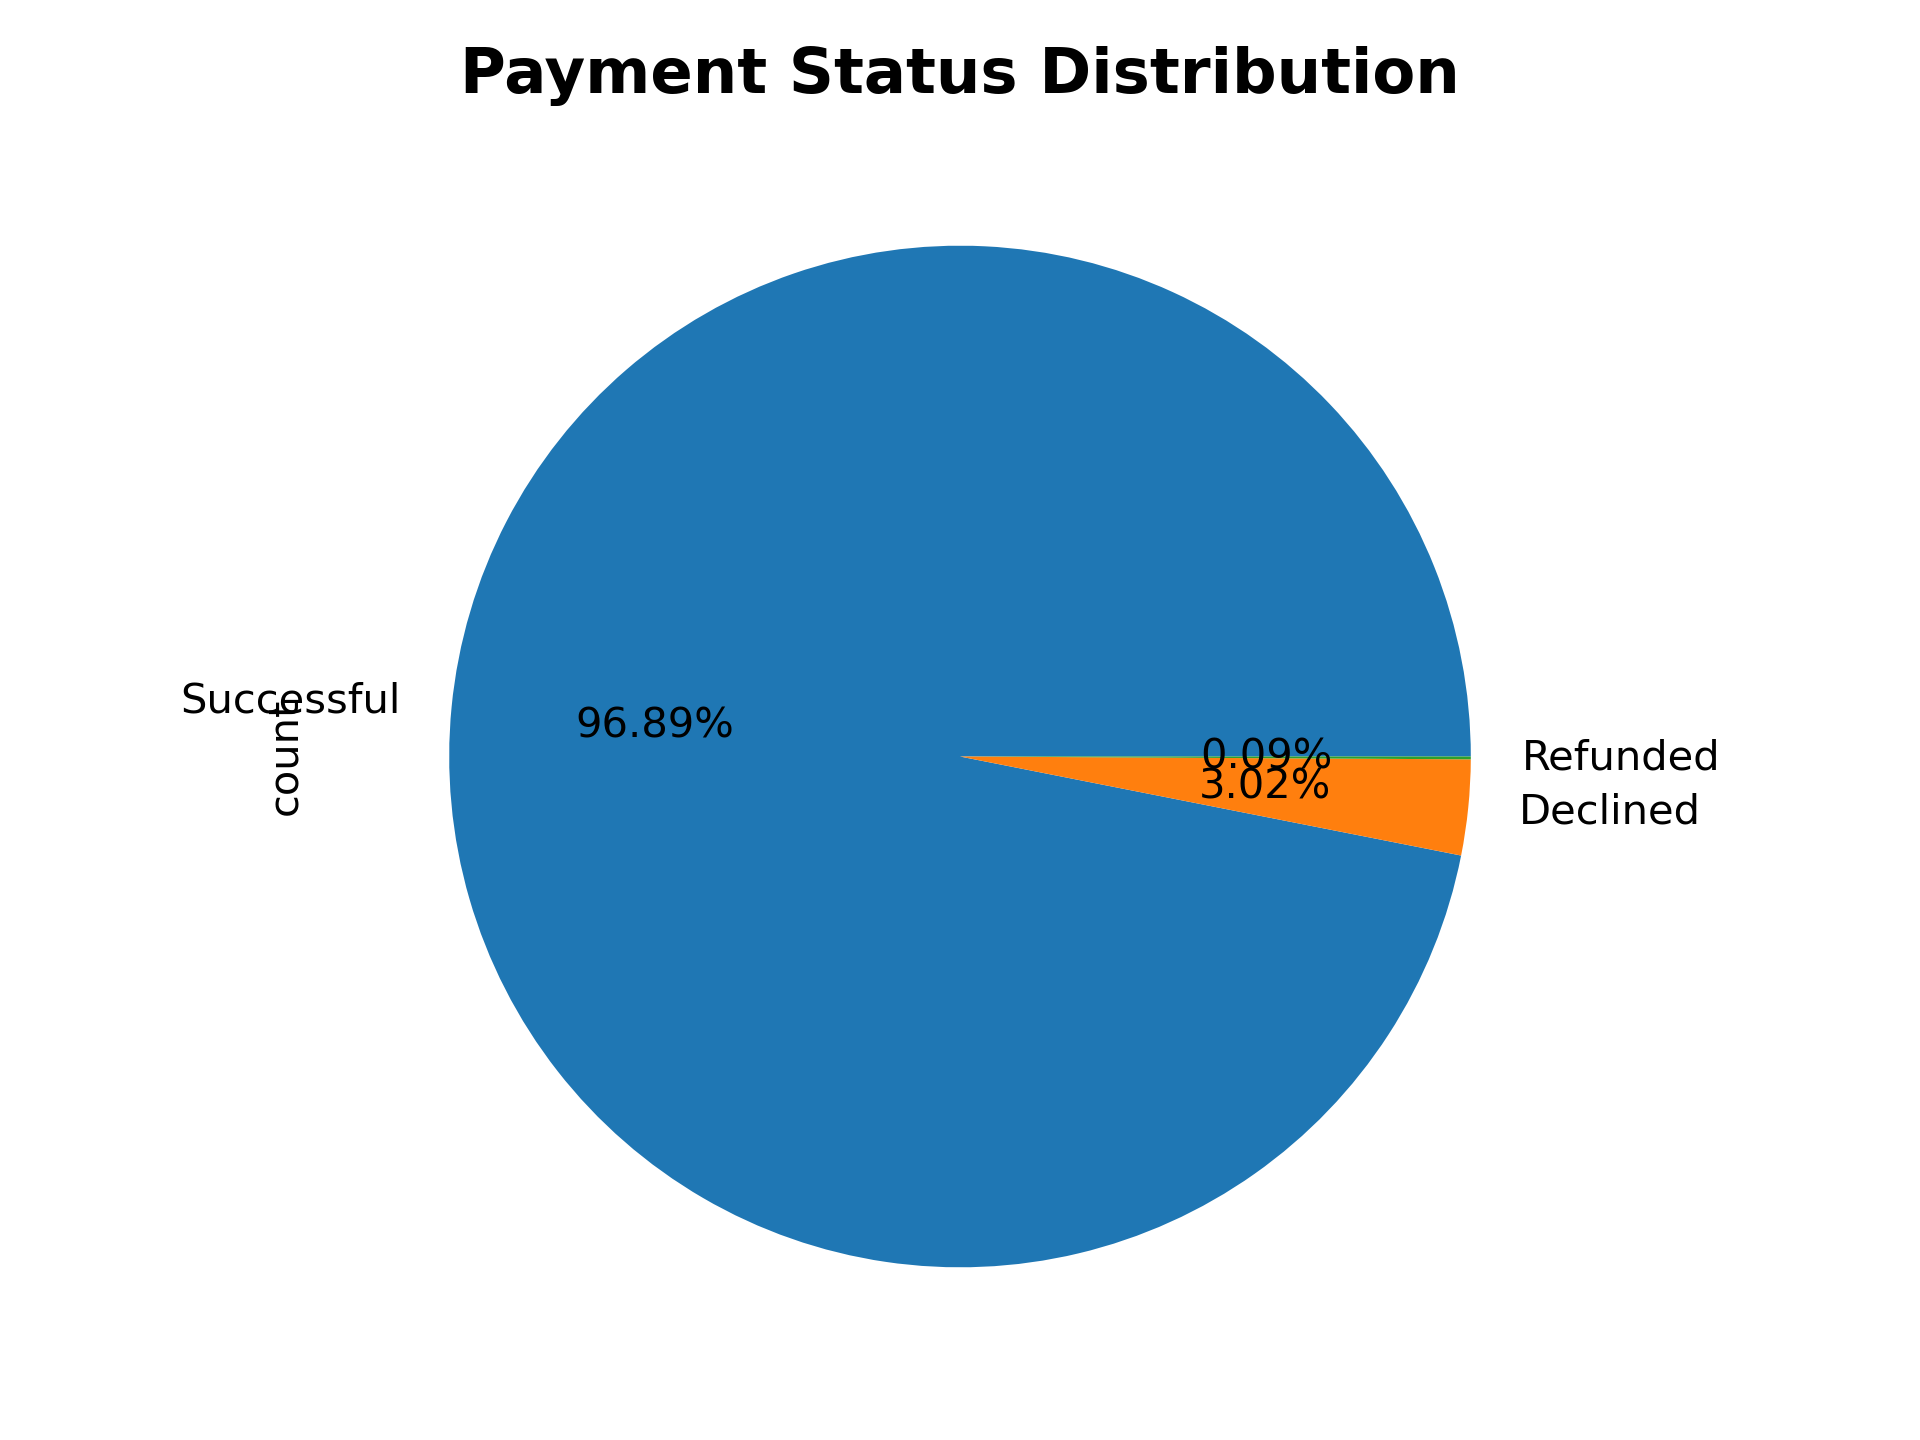 Payment Status Distribution
Successful
count
96.89%
0.09%
3.02%
Refunded
Declined